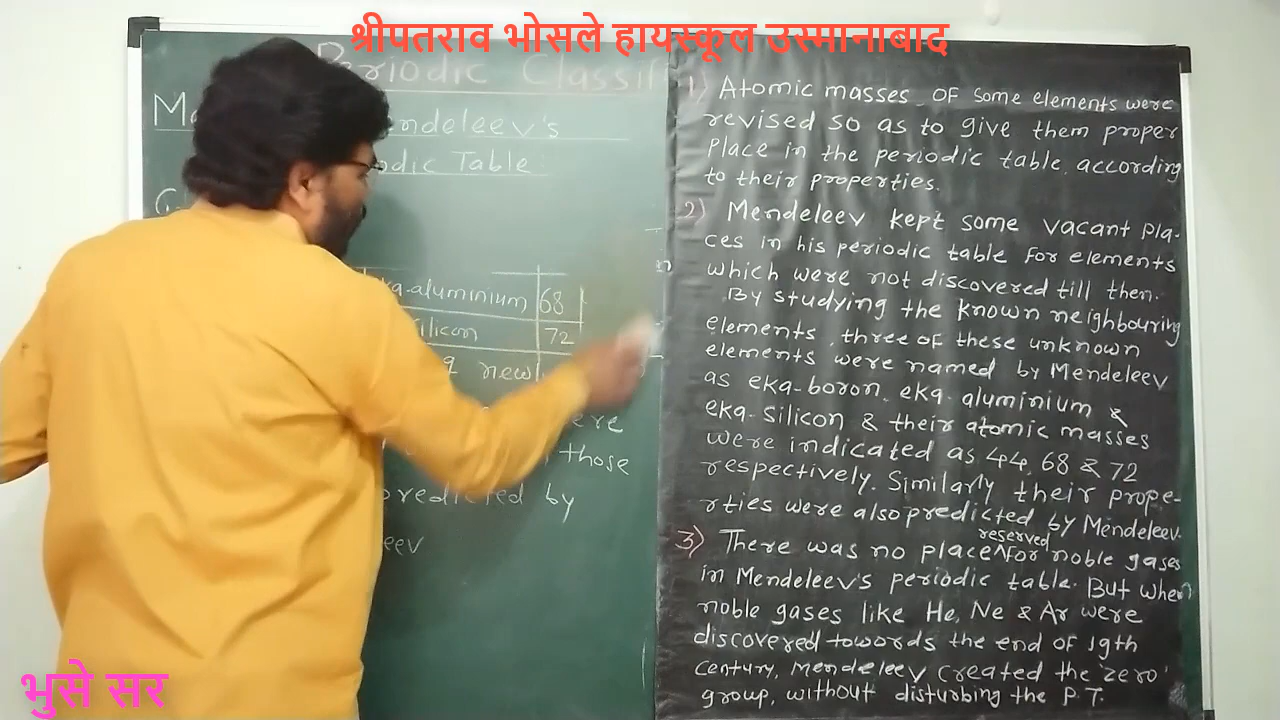 श्रीपतराव भोसले हायस्कूल उस्मानाबाद
Periodic Classif
Mendeleev's
odic Table
ka-aluminium 68
silicon 72
newl
ere
those
predicted by
eev
1) Atomic masses of some elements were
revised so as to give them proper
place in the periodic table, according
to their properties.
2) Mendeleev kept some vacant pla-
ces in his periodic table for elements
which were not discovered till then.
By studying the known neighbouring
elements, three of these unknown
elements were named by Mendeleev
as eka-boron, eka-aluminium &
eka-silicon & their atomic masses
were indicated as 44, 68 & 72
respectively. Similarly their prope-
rties were also predicted by Mendeleev.
3) There was no place ^reserved for noble gases
in Mendeleev's periodic table. But when
noble gases like He, Ne & Ar were
discovered towords the end of 19th
century, Mendeleev created the 'zero'
group, without disturbing the P.T.
भुसे सर